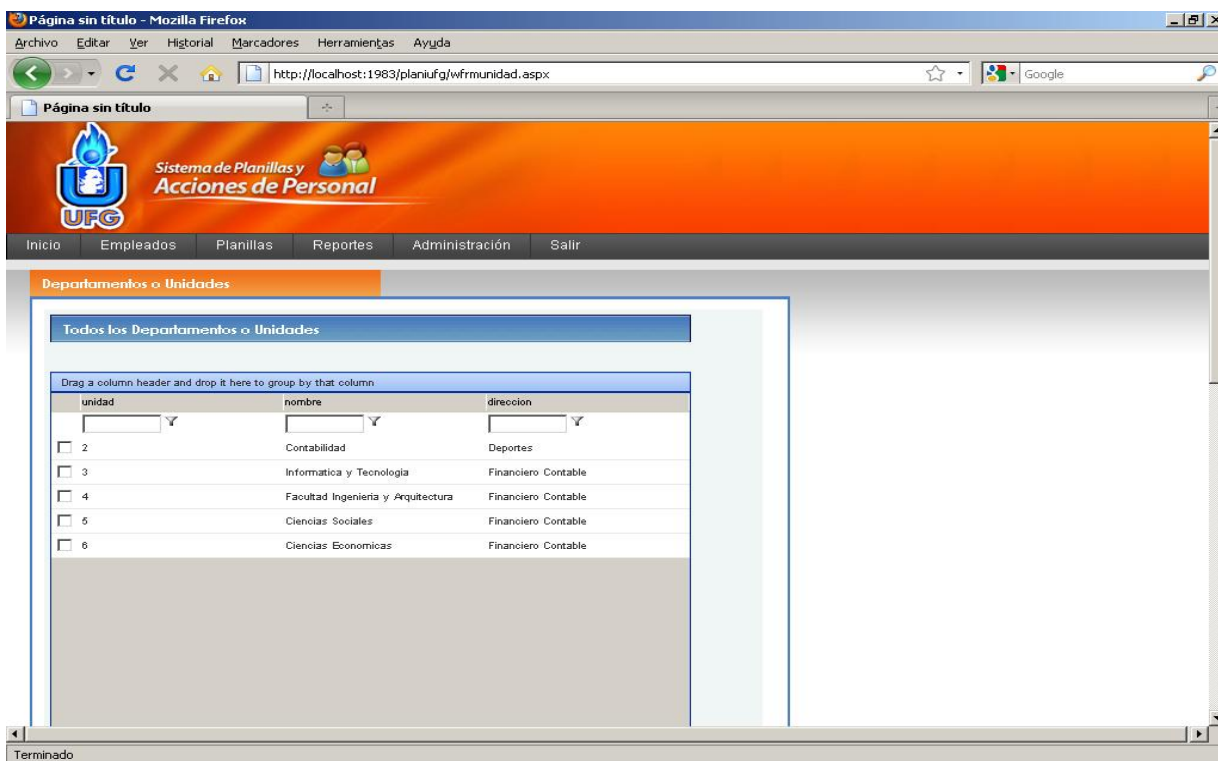 Página sin título - Mozilla Firefox
Archivo Editar Ver Historial Marcadores Herramientas Ayuda
http://localhost:1983/planiufg/wfrmunidad.aspx
Google
Página sin título
UFG
Sistema de Planillas y
Acciones de Personal
Inicio Empleados Planillas Reportes Administración Salir
Departamentos o Unidades
Todos los Departamentos o Unidades
Drag a column header and drop it here to group by that column
unidad nombre direccion
2 Contabilidad Deportes
3 Informatica y Tecnologia Financiero Contable
4 Facultad Ingenieria y Arquitectura Financiero Contable
5 Ciencias Sociales Financiero Contable
6 Ciencias Economicas Financiero Contable
Terminado